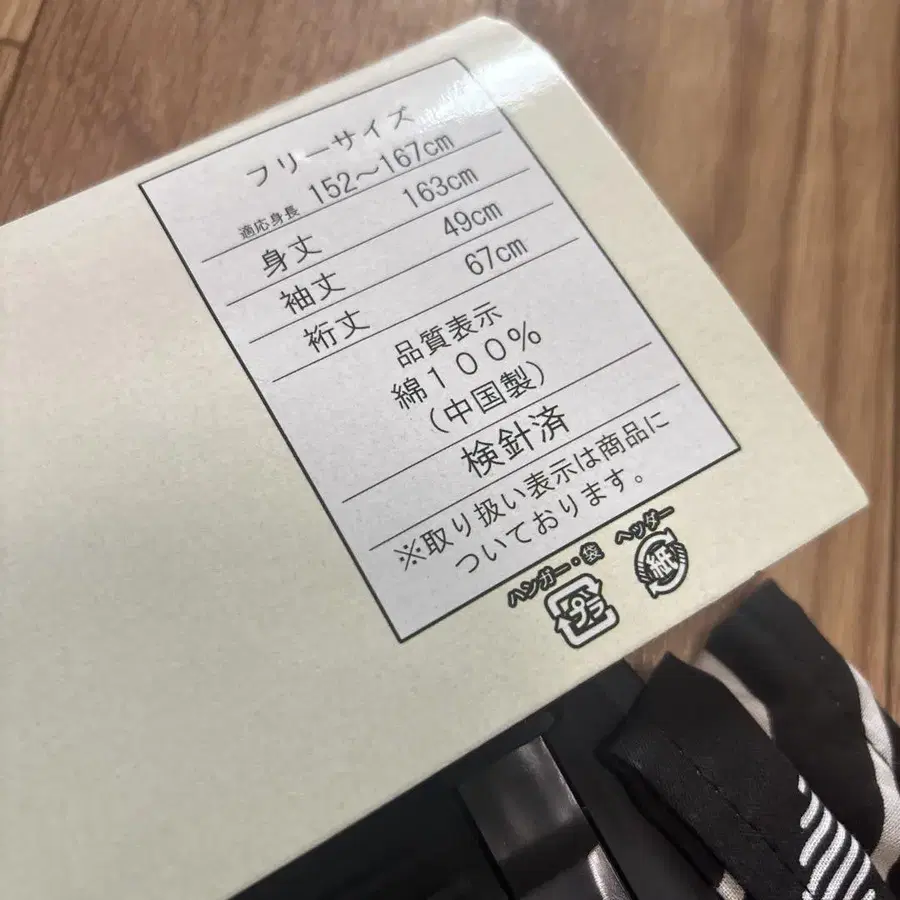 フリーサイズ
適応身長 152～167cm
身丈 163cm
袖丈 49cm
裄丈 67cm
品質表示
綿１００％
(中国製)
検針済
※取り扱い表示は商品に
ついております。
ハンガー・袋 ヘッダー
プラ 紙